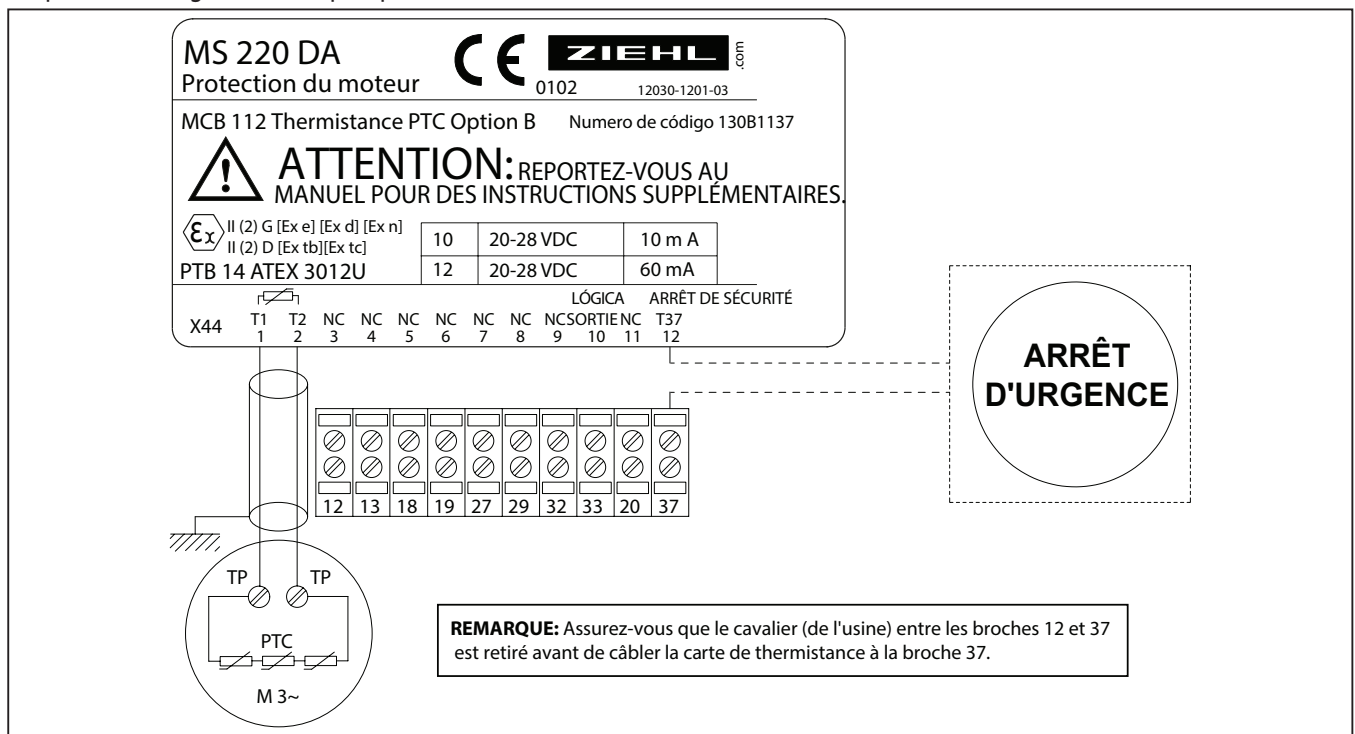 MS 220 DA
Protection du moteur
CE 0102
ZIEHL .com
12030-1201-03
MCB 112 Thermistance PTC Option B Numero de código 130B1137
ATTENTION: REPORTEZ-VOUS AU
MANUEL POUR DES INSTRUCTIONS SUPPLÉMENTAIRES.
Ex II (2) G [Ex e] [Ex d] [Ex n]
II (2) D [Ex tb][Ex tc]
PTB 14 ATEX 3012U
10 20-28 VDC 10 m A
12 20-28 VDC 60 mA
LÓGICA ARRÊT DE SÉCURITÉ
X44 T1 T2 NC NC NC NC NC NC NC SORTIE NC T37
1 2 3 4 5 6 7 8 9 10 11 12
ARRÊT
D'URGENCE
12 13 18 19 27 29 32 33 20 37
TP TP
PTC
M 3~
REMARQUE: Assurez-vous que le cavalier (de l'usine) entre les broches 12 et 37
est retiré avant de câbler la carte de thermistance à la broche 37.